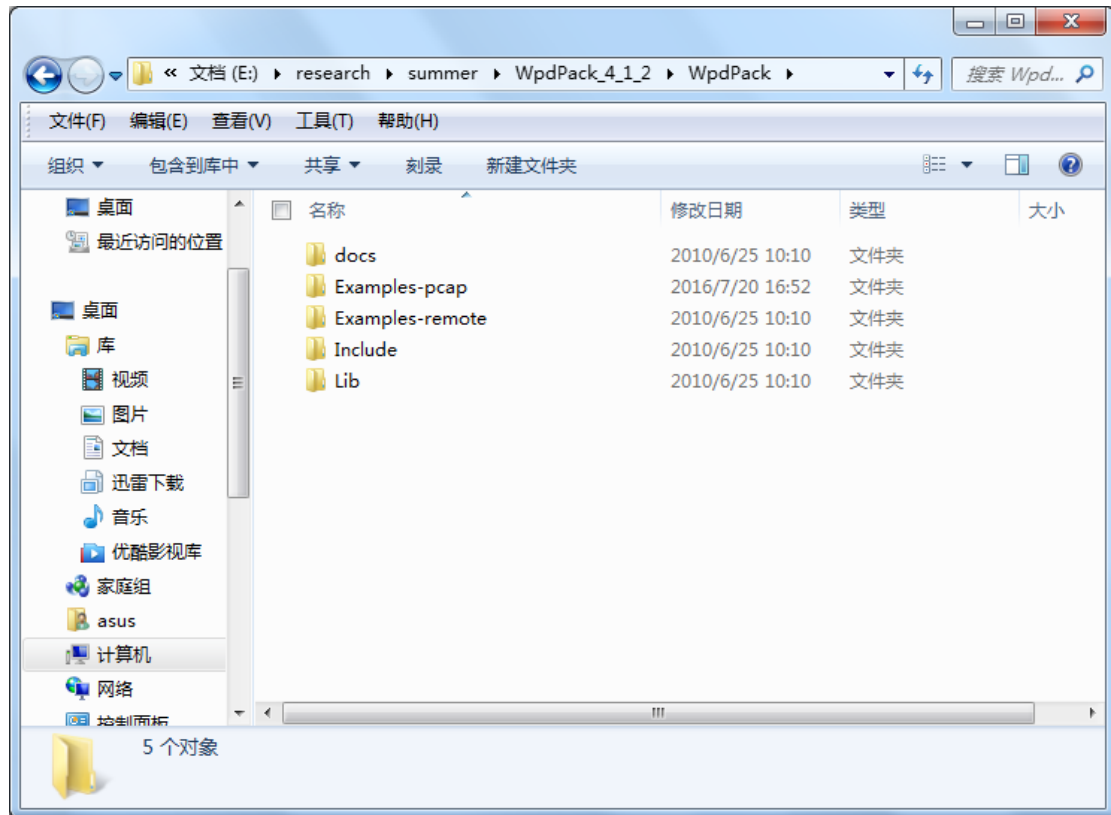 « 文档 (E:) ▸ research ▸ summer ▸ WpdPack_4_1_2 ▸ WpdPack ▸
搜索 Wpd...
文件(F) 编辑(E) 查看(V) 工具(T) 帮助(H)
组织 包含到库中 共享 刻录 新建文件夹
名称 修改日期 类型 大小
桌面
最近访问的位置
桌面
库
视频
图片
文档
迅雷下载
音乐
优酷影视库
家庭组
asus
计算机
网络
控制面板
docs 2010/6/25 10:10 文件夹
Examples-pcap 2016/7/20 16:52 文件夹
Examples-remote 2010/6/25 10:10 文件夹
Include 2010/6/25 10:10 文件夹
Lib 2010/6/25 10:10 文件夹
5 个对象